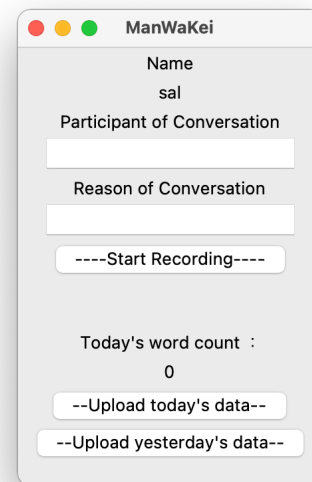 ManWaKei
Name
sal
Participant of Conversation
Reason of Conversation
----Start Recording----
Today's word count ：
0
--Upload today's data--
--Upload yesterday's data--